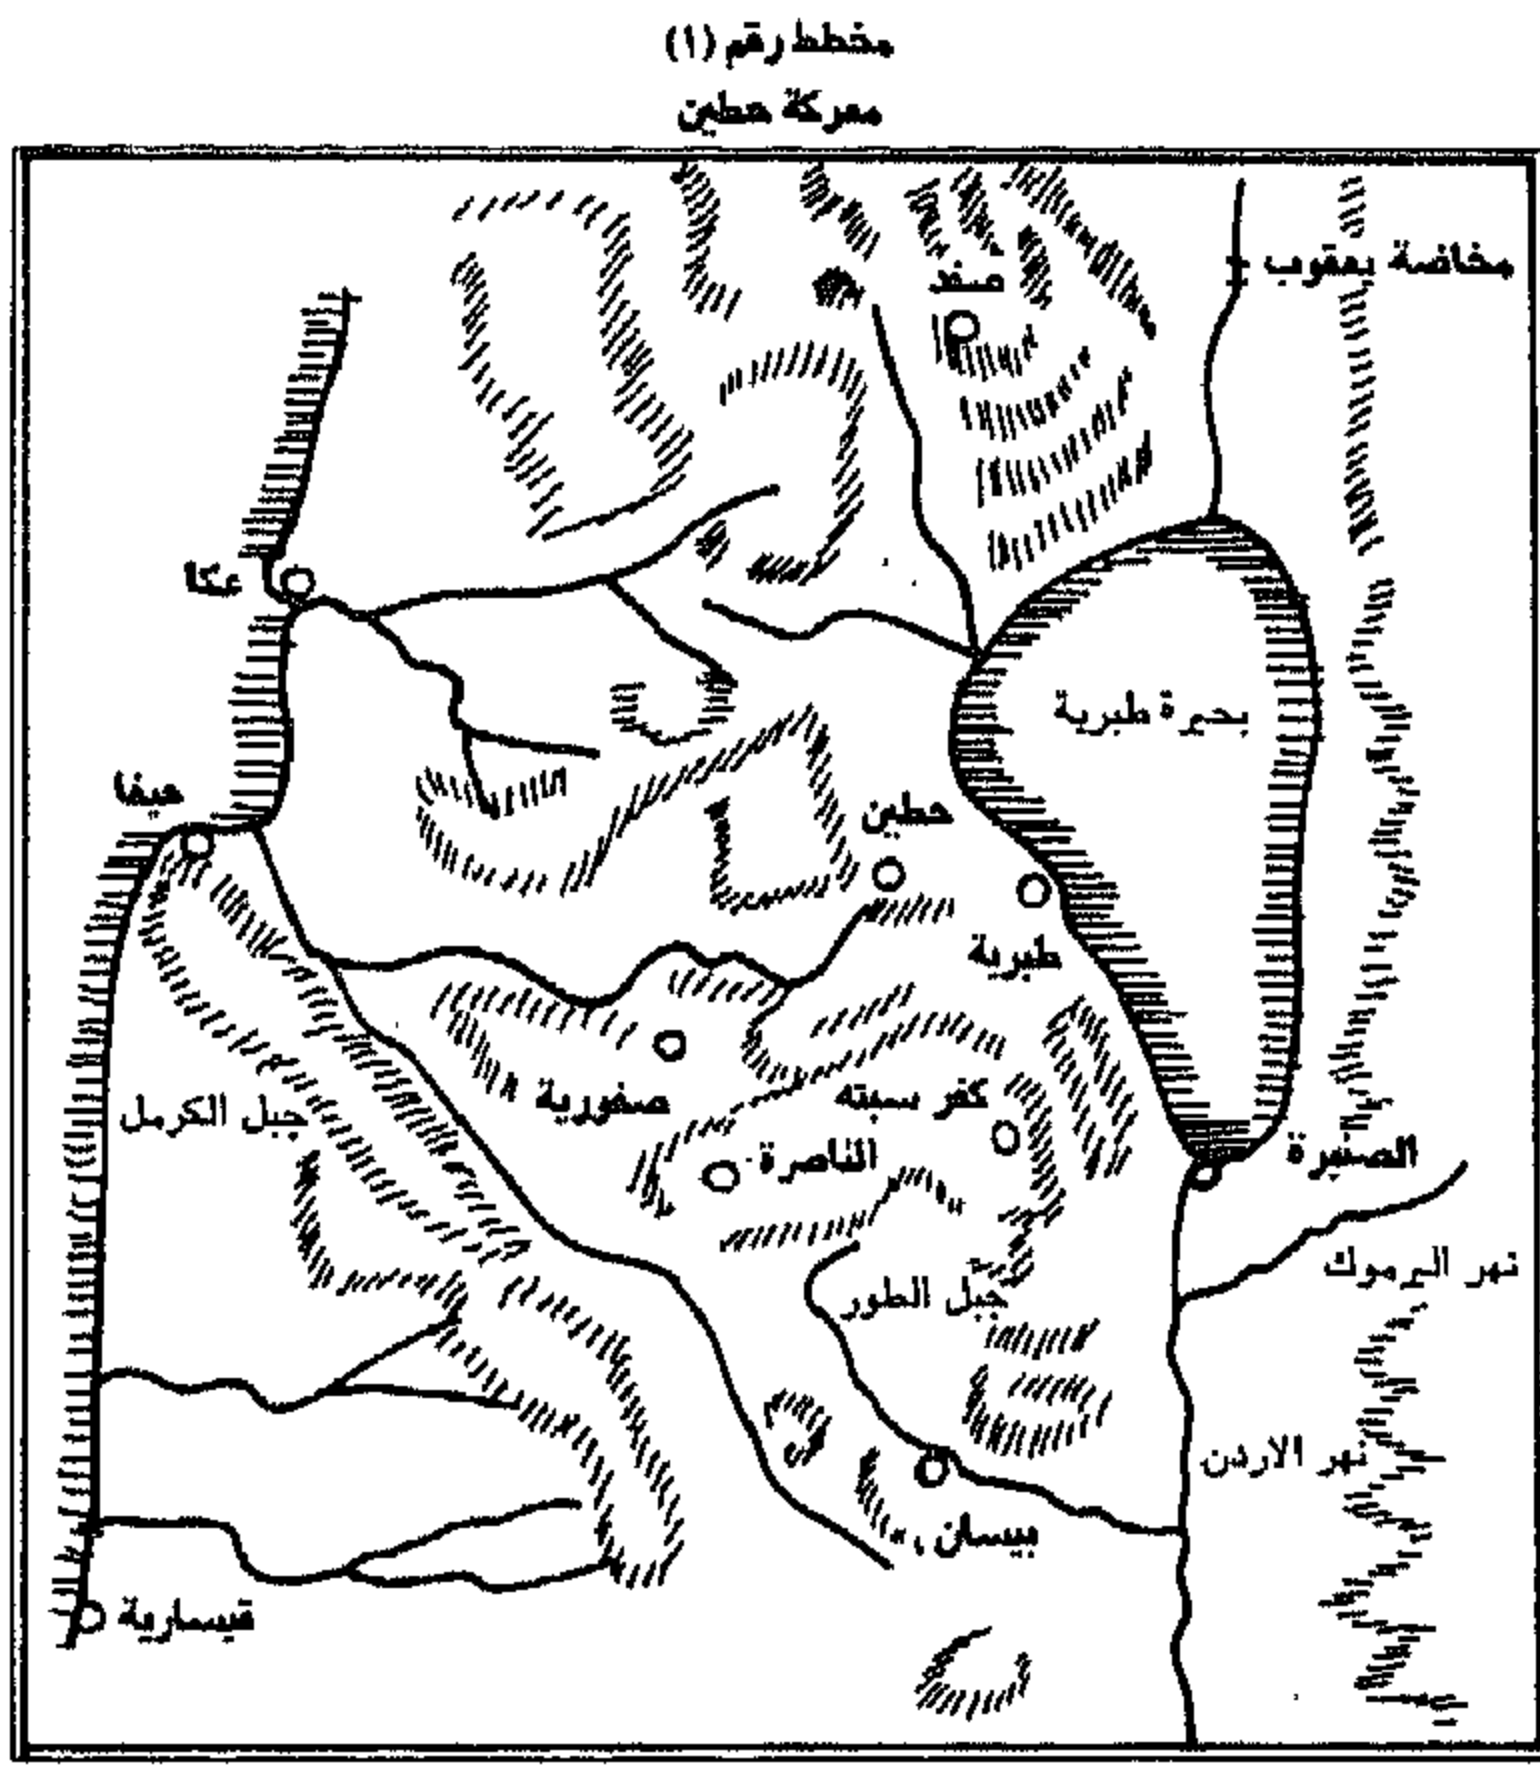 مخطط رقم (١)
معركة حطين
صفد
مخاضة يعقوب
عكا
بحيرة طبرية
حيفا
حطين
طبرية
كفر سبته
صفورية
جبل الكرمل
الناصرة
الصنبرة
نهر اليرموك
جبل الطور
نهر الاردن
بيسان
قيسارية